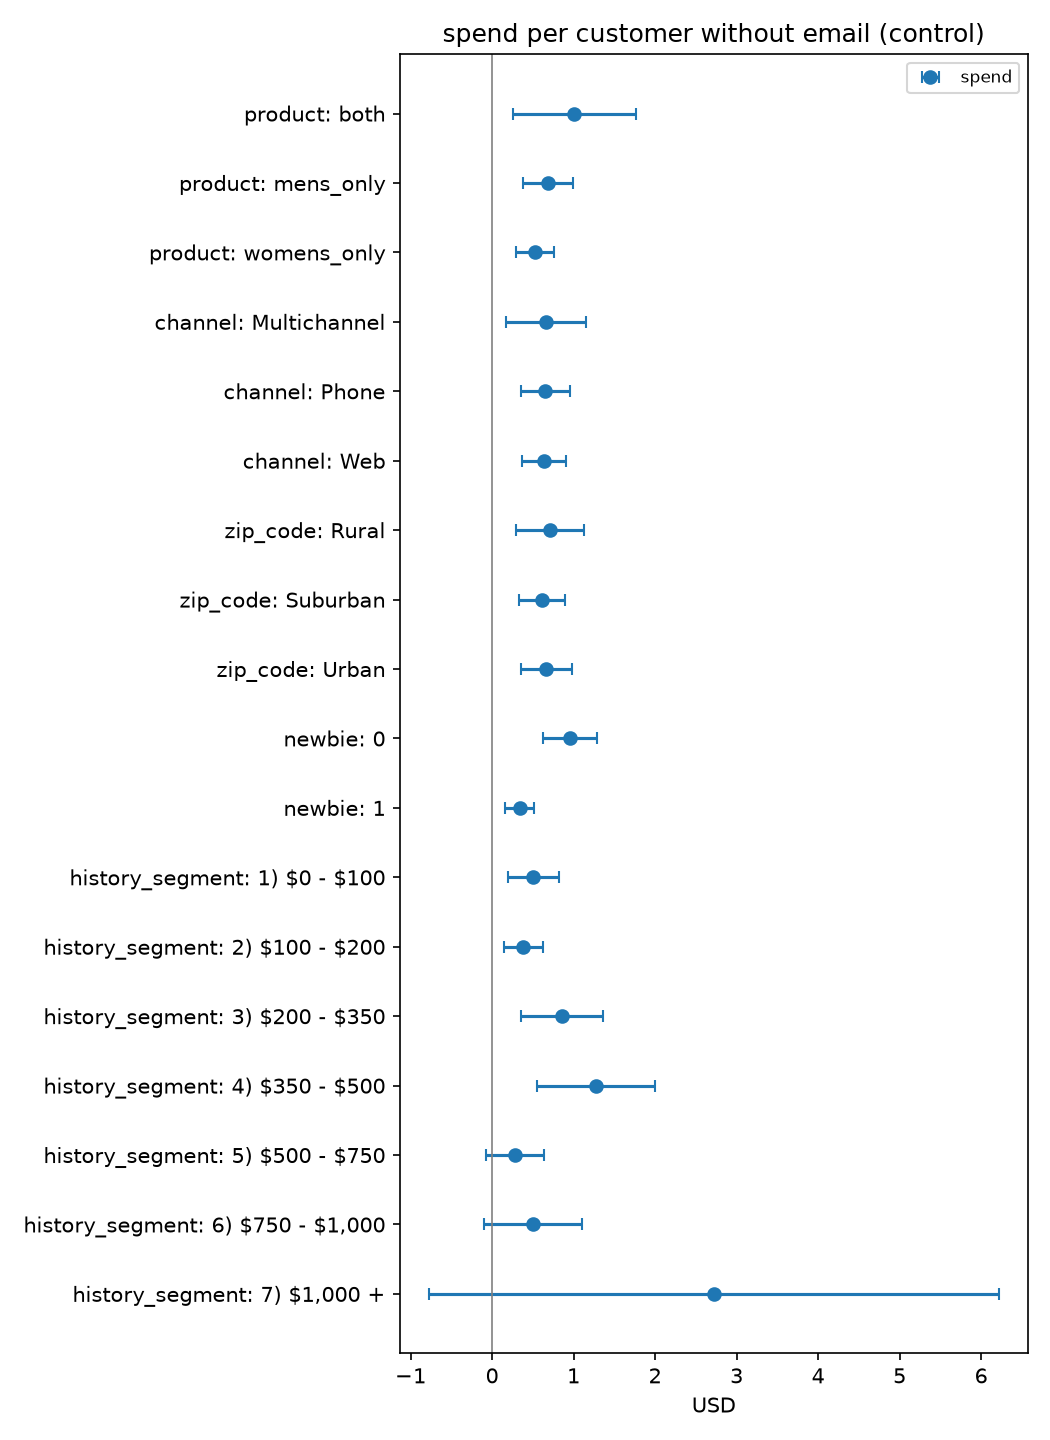 spend per customer without email (control)
spend
product: both
product: mens_only
product: womens_only
channel: Multichannel
channel: Phone
channel: Web
zip_code: Rural
zip_code: Suburban
zip_code: Urban
newbie: 0
newbie: 1
history_segment: 1) $0 - $100
history_segment: 2) $100 - $200
history_segment: 3) $200 - $350
history_segment: 4) $350 - $500
history_segment: 5) $500 - $750
history_segment: 6) $750 - $1,000
history_segment: 7) $1,000 +
−1 0 1 2 3 4 5 6
USD